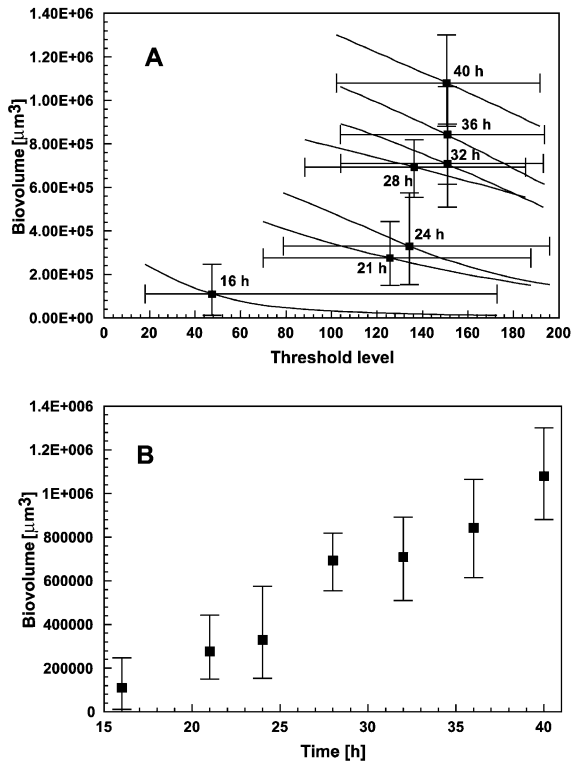 1.40E+06
1.20E+06
1.00E+06
8.00E+05
6.00E+05
4.00E+05
2.00E+05
0.00E+00
Biovolume [µm³]
A
40 h
36 h
32 h
28 h
24 h
21 h
16 h
0 20 40 60 80 100 120 140 160 180 200
Threshold level
1.4E+006
1.2E+006
1E+006
800000
600000
400000
200000
0
Biovolume [µm³]
B
15 20 25 30 35 40
Time [h]